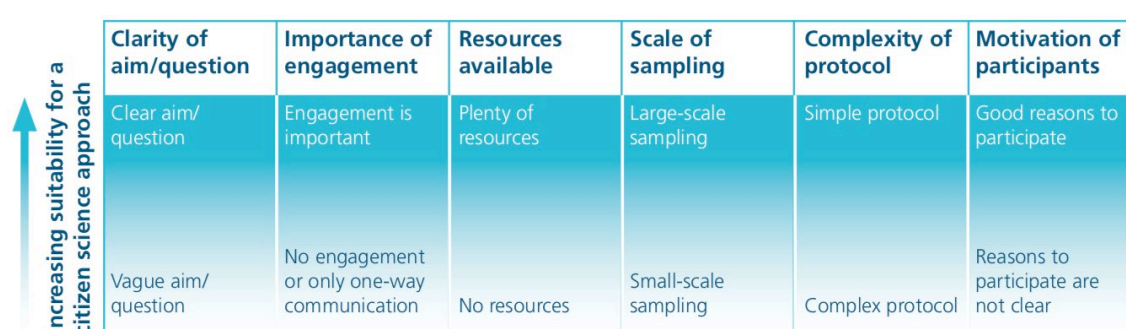 ncreasing suitability for a
citizen science approach
Clarity of
aim/question
Importance of
engagement
Resources
available
Scale of
sampling
Complexity of
protocol
Motivation of
participants
Clear aim/
question
Engagement is
important
Plenty of
resources
Large-scale
sampling
Simple protocol
Good reasons to
participate
Vague aim/
question
No engagement
or only one-way
communication
No resources
Small-scale
sampling
Complex protocol
Reasons to
participate are
not clear